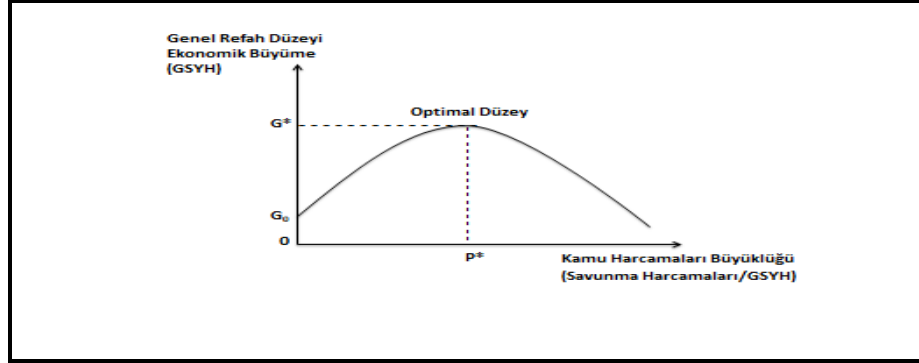 Genel Refah Düzeyi
Ekonomik Büyüme
(GSYH)
Optimal Düzey
G*
G₀
0
P*
Kamu Harcamaları Büyüklüğü
(Savunma Harcamaları/GSYH)